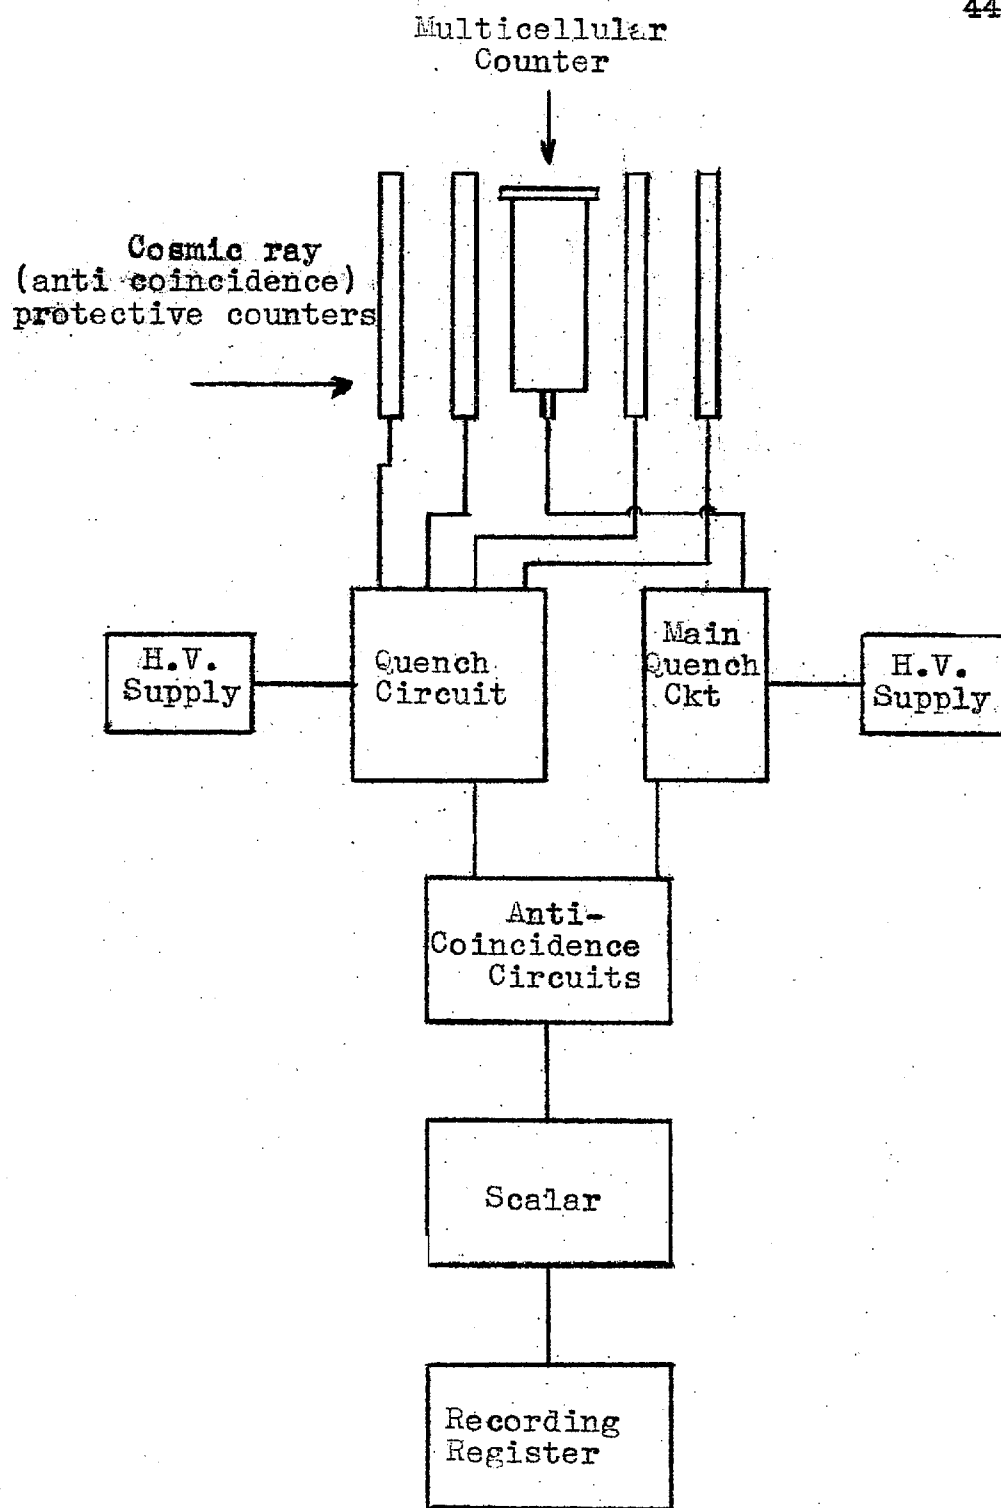 44
Multicellular
Counter
Cosmic ray
(anti coincidence)
protective counters
H.V.
Supply
Quench
Circuit
Main
Quench
Ckt
H.V.
Supply
Anti-
Coincidence
Circuits
Scalar
Recording
Register